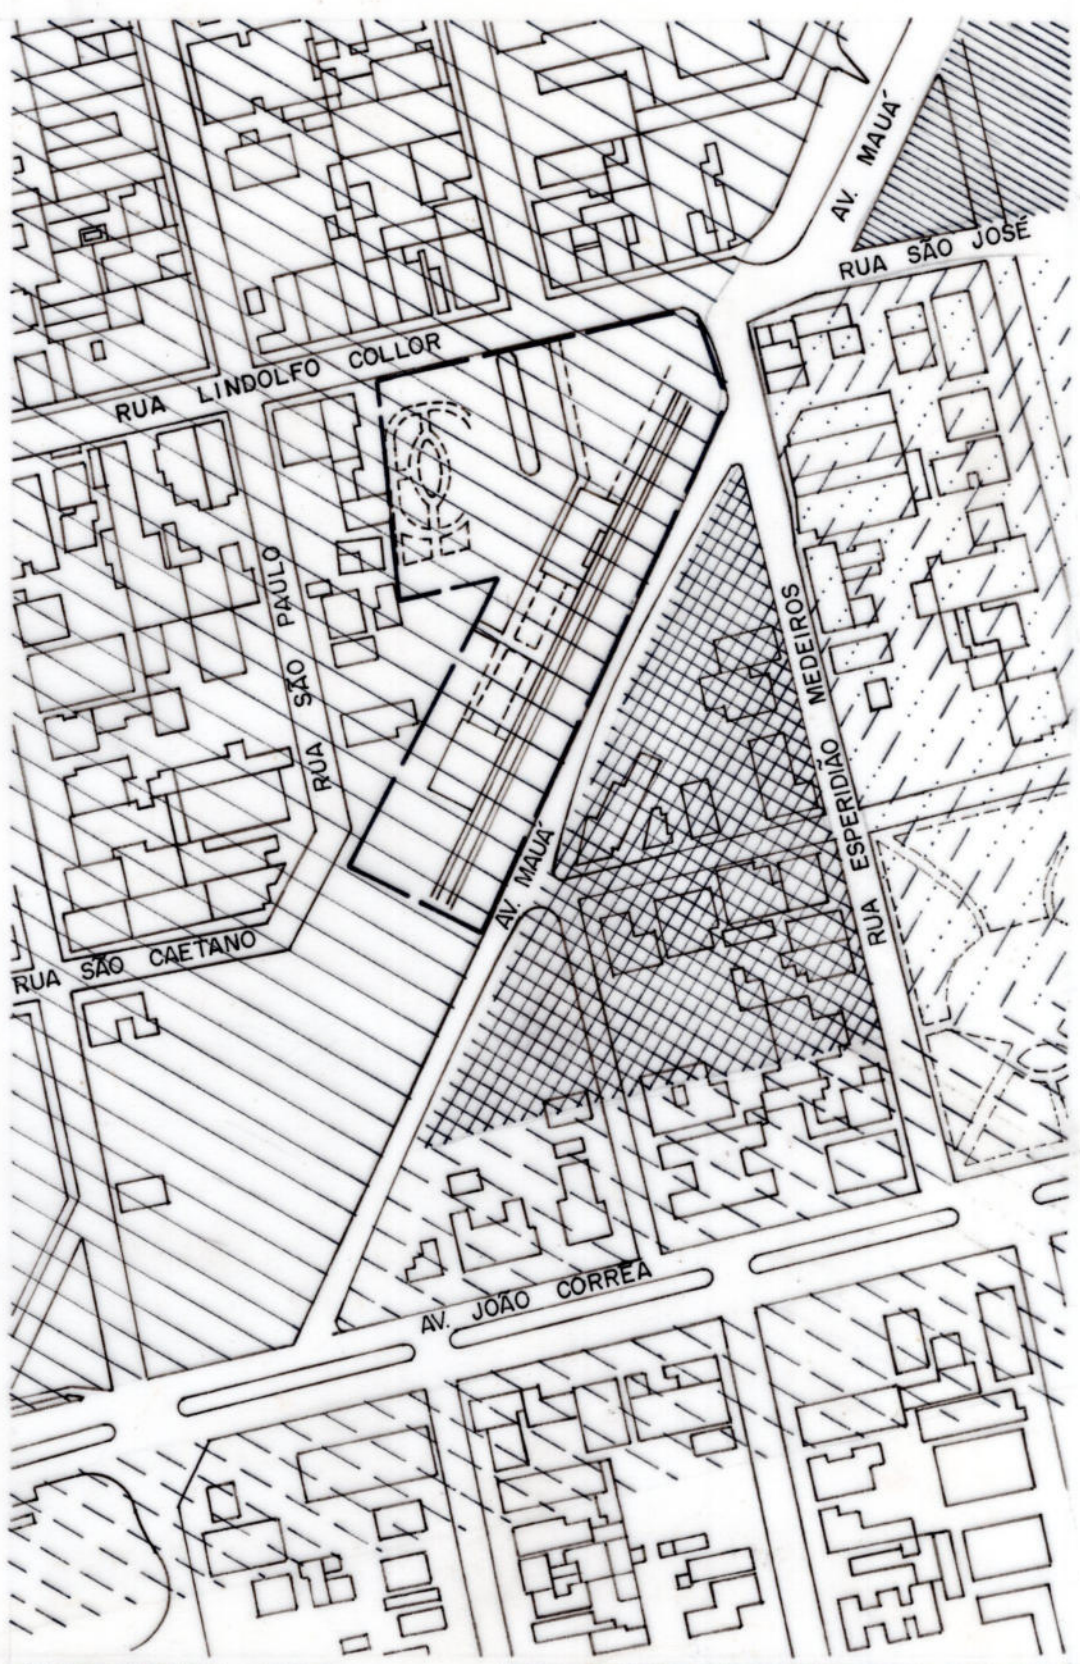 AV. MAUÁ
RUA SÃO JOSÉ
RUA LINDOLFO COLLOR
RUA SÃO PAULO
RUA ESPERIDIÃO MEDEIROS
AV. MAUÁ
RUA SÃO CAETANO
AV. JOÃO CORRÊA